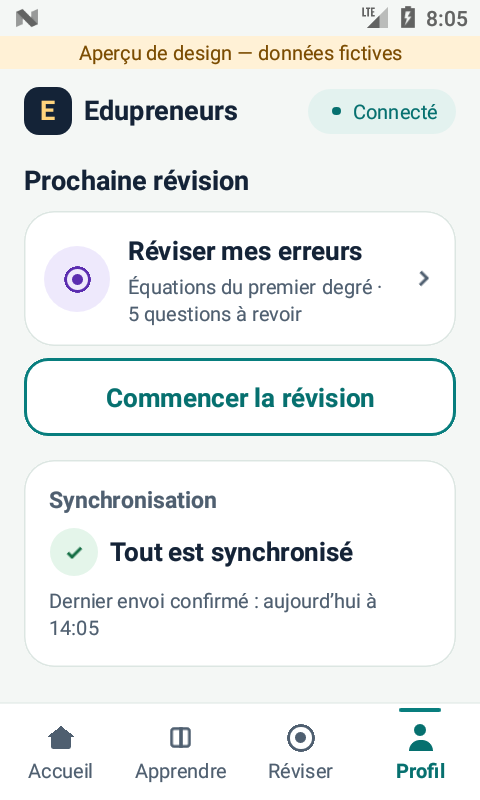 LTE 8:05
Aperçu de design — données fictives
E Edupreneurs • Connecté
Prochaine révision
Réviser mes erreurs
Équations du premier degré ·
5 questions à revoir
Commencer la révision
Synchronisation
Tout est synchronisé
Dernier envoi confirmé : aujourd’hui à
14:05
Accueil Apprendre Réviser Profil